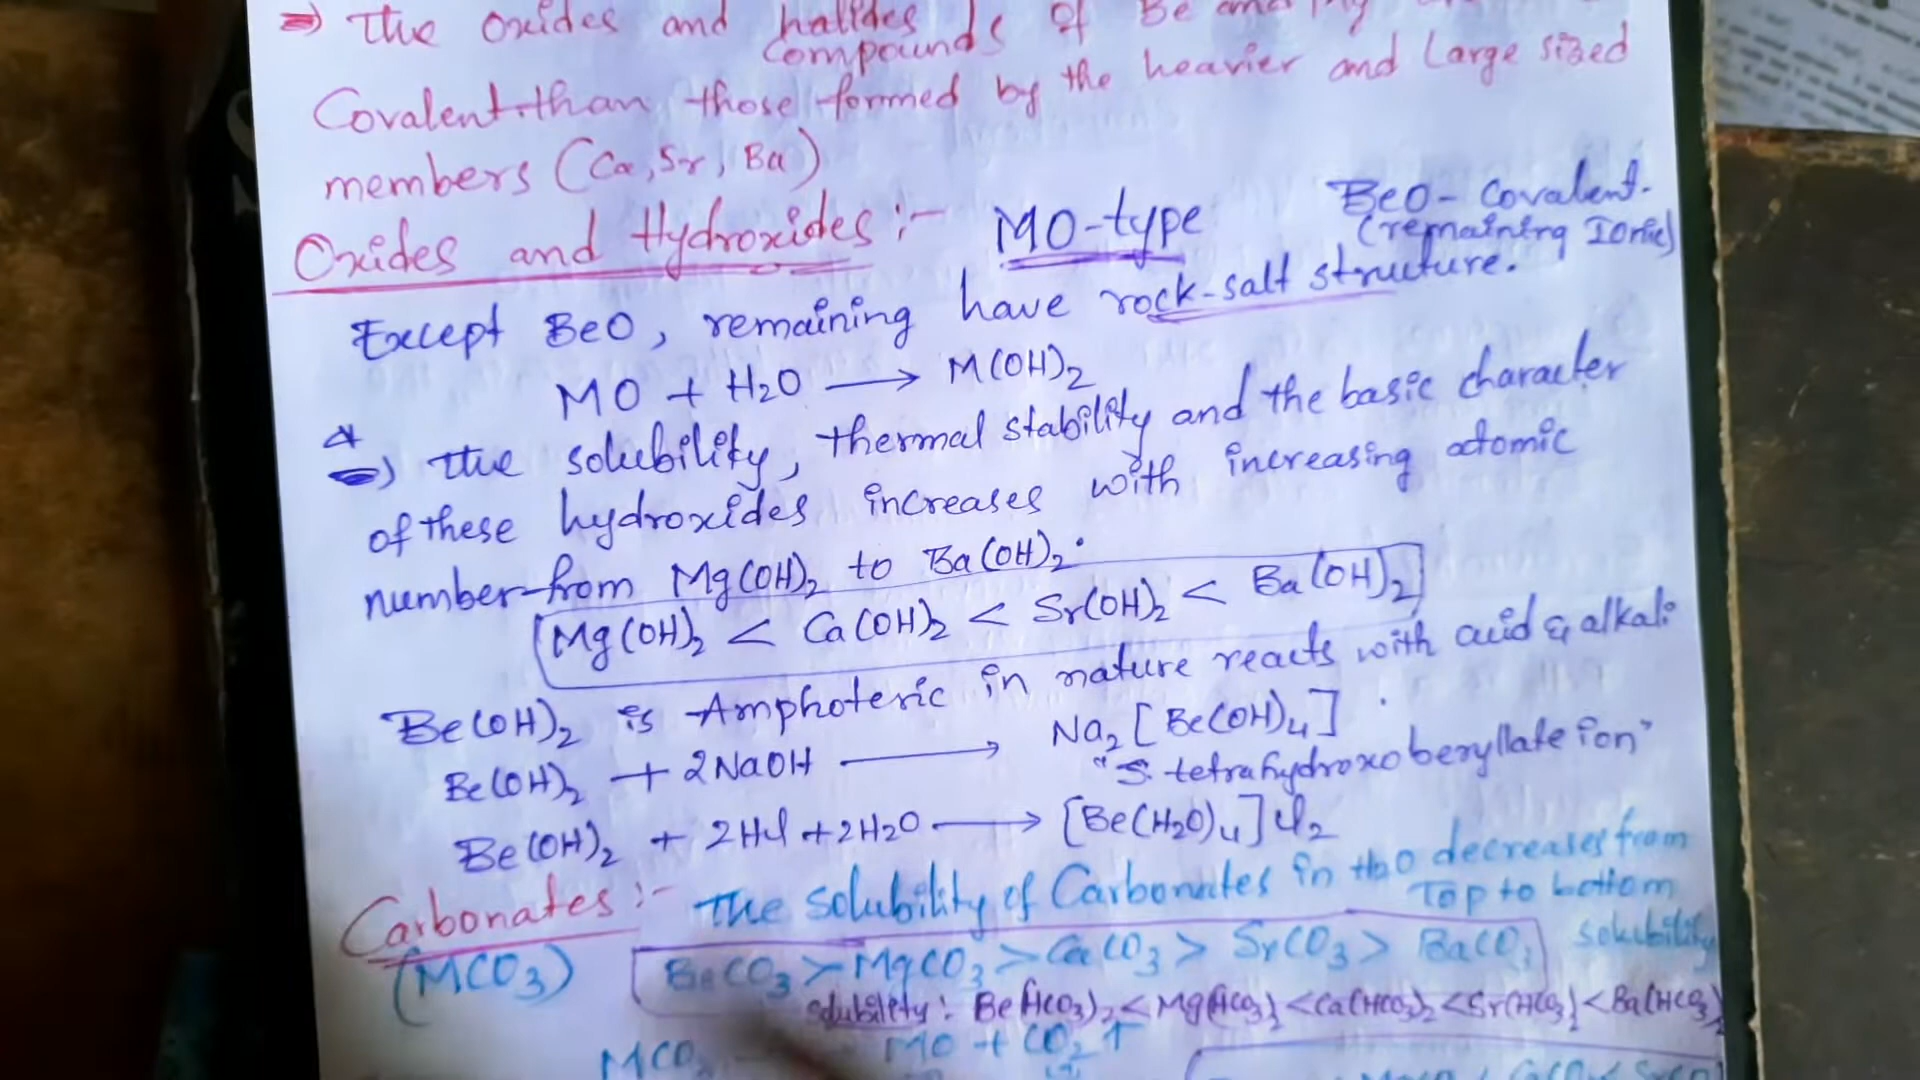 ⇒ The oxides and halides of Be and
compounds
Covalent than those formed by the heavier and Large sized
members (Ca, Sr, Ba)
Oxides and Hydroxides :- MO-type
BeO - Covalent.
(remaining Ionic)
Except BeO, remaining have rock-salt structure.
MO + H2O ⟶ M(OH)2
⇒ The solubility, thermal stability and the basic character
of these hydroxides increases with increasing atomic
number from Mg(OH)2 to Ba(OH)2.
Mg(OH)2 < Ca(OH)2 < Sr(OH)2 < Ba(OH)2
Be(OH)2 is Amphoteric in nature reacts with acid & alkali
Be(OH)2 + 2NaOH ⟶ Na2[Be(OH)4]
"S. tetrahydroxoberyllate ion"
Be(OH)2 + 2HCl + 2H2O ⟶ [Be(H2O)4]Cl2
Carbonates :- The solubility of Carbonates in H2O decreases from
Top to bottom
(MCO3) BeCO3 > MgCO3 > CaCO3 > SrCO3 > BaCO3 solubility
solubility : Be(HCO3)2 < Mg(HCO3)2 < Ca(HCO3)2 < Sr(HCO3)2 < Ba(HCO3)2
MCO3 MO + CO2 ↑